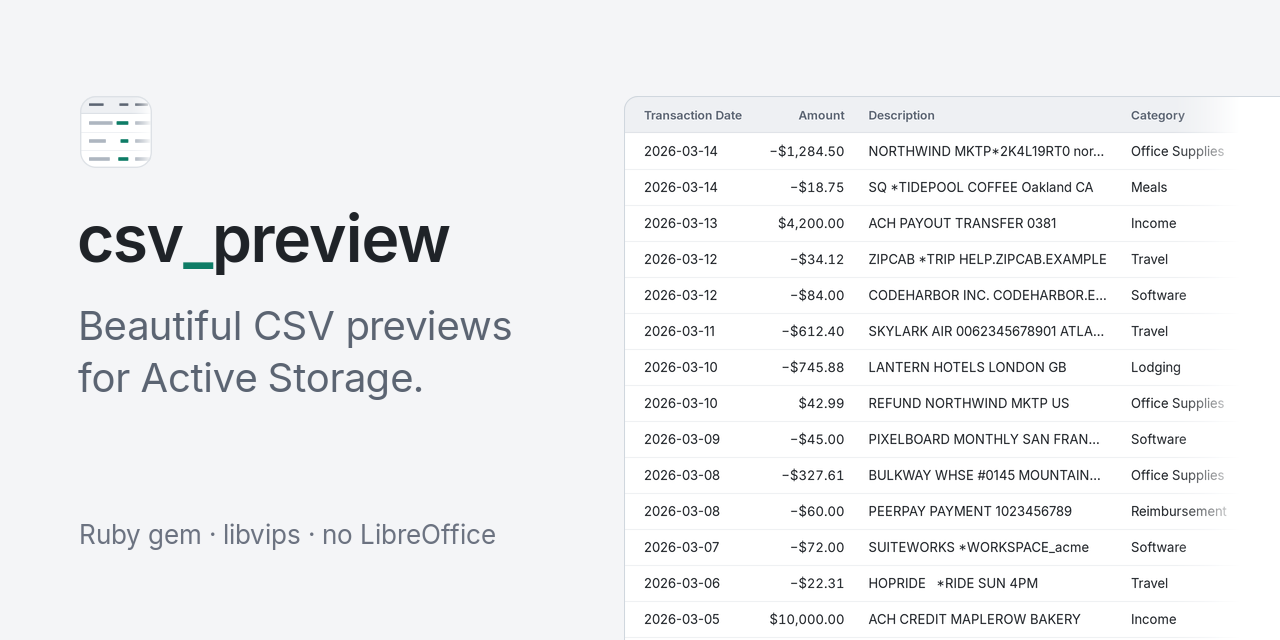 csv_preview
Beautiful CSV previews
for Active Storage.
Ruby gem · libvips · no LibreOffice
Transaction Date Amount Description Category
2026-03-14 −$1,284.50 NORTHWIND MKTP*2K4L19RT0 nor... Office Supplies
2026-03-14 −$18.75 SQ *TIDEPOOL COFFEE Oakland CA Meals
2026-03-13 $4,200.00 ACH PAYOUT TRANSFER 0381 Income
2026-03-12 −$34.12 ZIPCAB *TRIP HELP.ZIPCAB.EXAMPLE Travel
2026-03-12 −$84.00 CODEHARBOR INC. CODEHARBOR.E... Software
2026-03-11 −$612.40 SKYLARK AIR 0062345678901 ATLA... Travel
2026-03-10 −$745.88 LANTERN HOTELS LONDON GB Lodging
2026-03-10 $42.99 REFUND NORTHWIND MKTP US Office Supplies
2026-03-09 −$45.00 PIXELBOARD MONTHLY SAN FRAN... Software
2026-03-08 −$327.61 BULKWAY WHSE #0145 MOUNTAIN... Office Supplies
2026-03-08 −$60.00 PEERPAY PAYMENT 1023456789 Reimbursement
2026-03-07 −$72.00 SUITEWORKS *WORKSPACE_acme Software
2026-03-06 −$22.31 HOPRIDE   *RIDE SUN 4PM Travel
2026-03-05 $10,000.00 ACH CREDIT MAPLEROW BAKERY Income